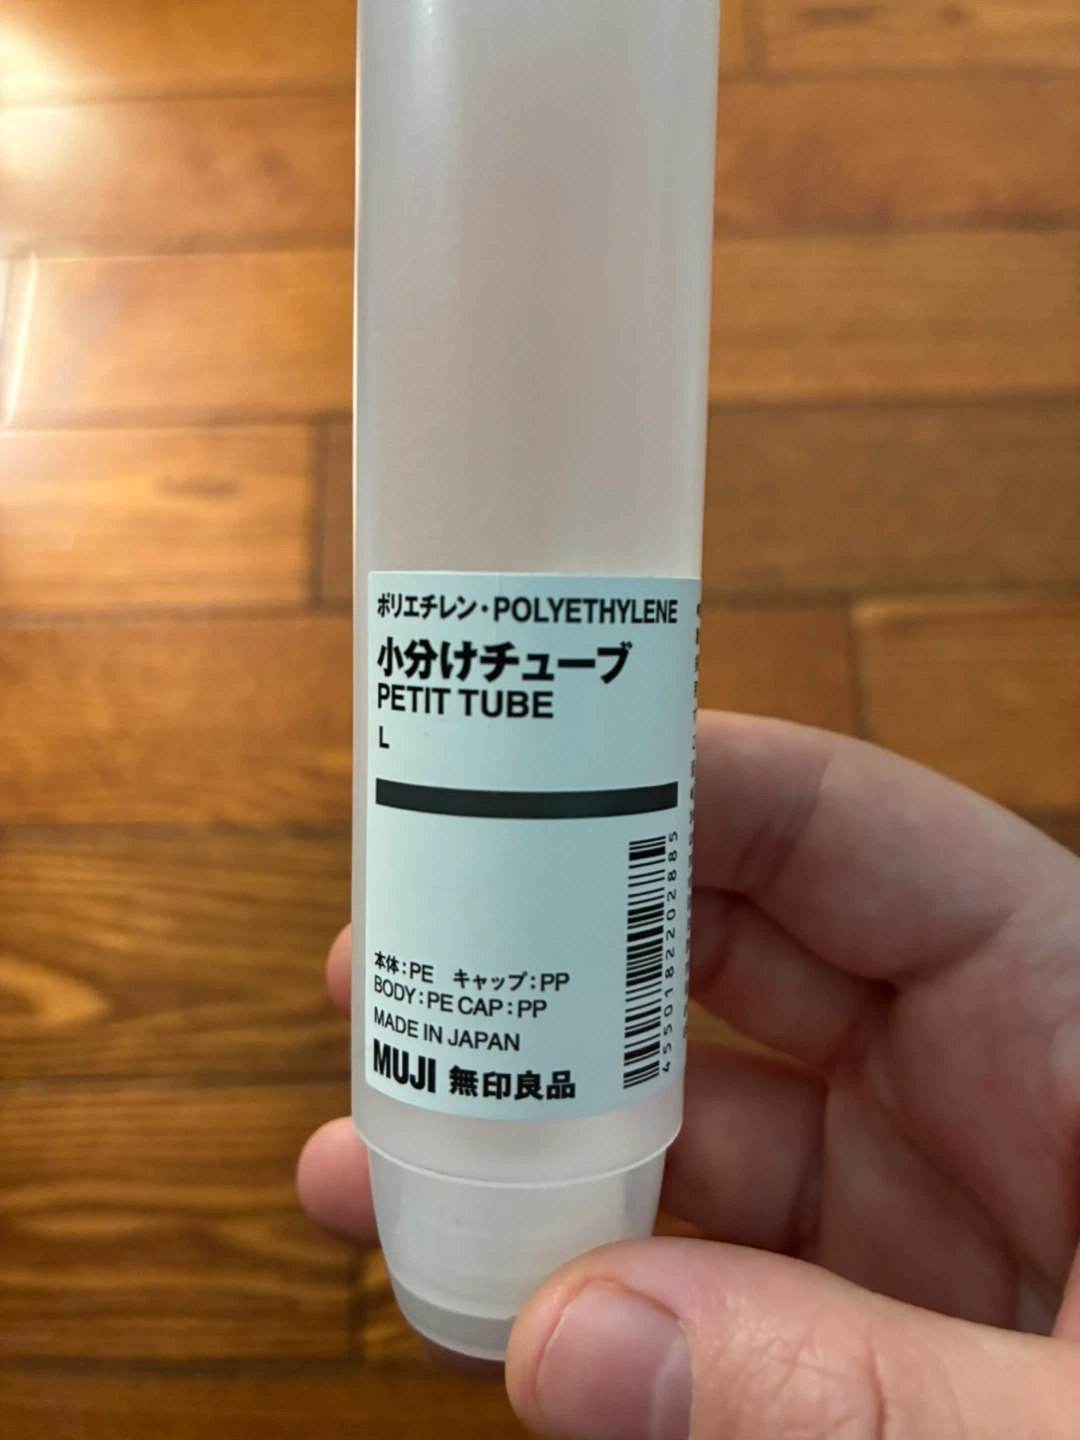 ポリエチレン・POLYETHYLENE
小分けチューブ
PETIT TUBE
L
本体:PE　キャップ:PP
BODY:PE CAP:PP
MADE IN JAPAN
MUJI 無印良品
4550182202885